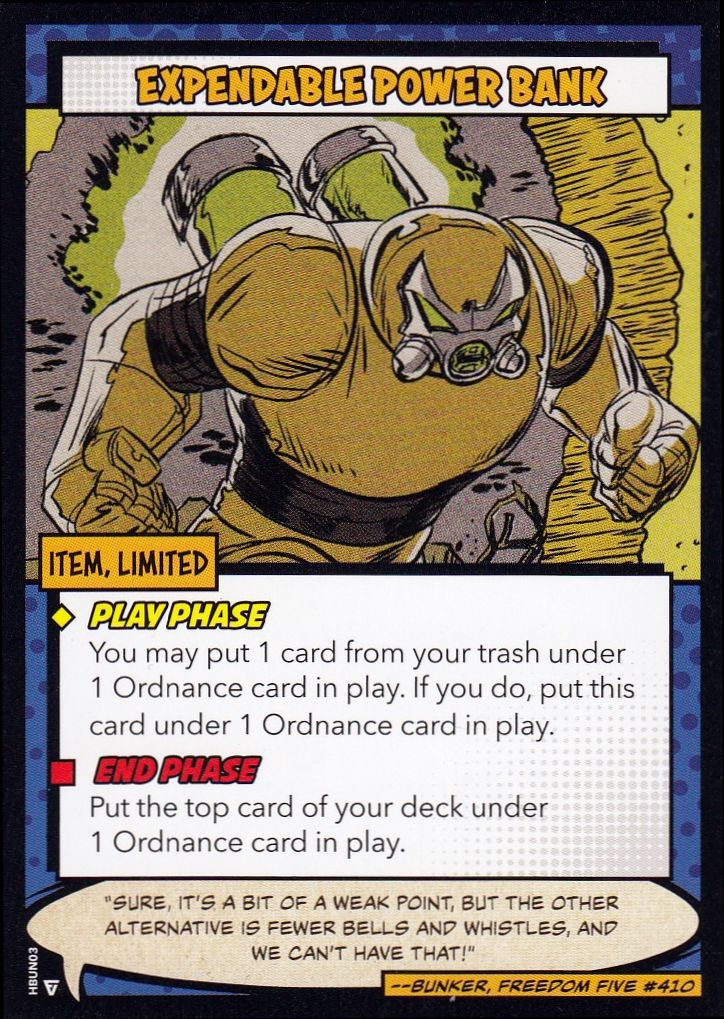 EXPENDABLE POWER BANK
ITEM, LIMITED
PLAY PHASE
You may put 1 card from your trash under
1 Ordnance card in play. If you do, put this
card under 1 Ordnance card in play.
END PHASE
Put the top card of your deck under
1 Ordnance card in play.
"SURE, IT'S A BIT OF A WEAK POINT, BUT THE OTHER
ALTERNATIVE IS FEWER BELLS AND WHISTLES, AND
WE CAN'T HAVE THAT!"
--BUNKER, FREEDOM FIVE #410
HBUN03